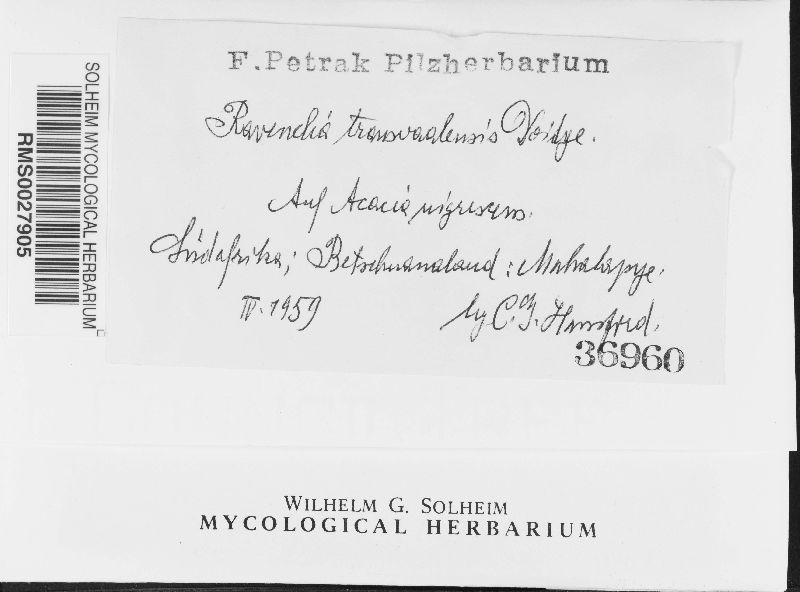 F. Petrak Pilzherbarium
Ravenelia transvaalensis Doidge.
Auf Acacia nigrescens.
Südafrika; Betschuanaland: Mahalapye.
IV. 1959
lg C. G. Hansford.
36960
SOLHEIM MYCOLOGICAL HERBARIUM
RMS0027905
WILHELM G. SOLHEIM
MYCOLOGICAL HERBARIUM